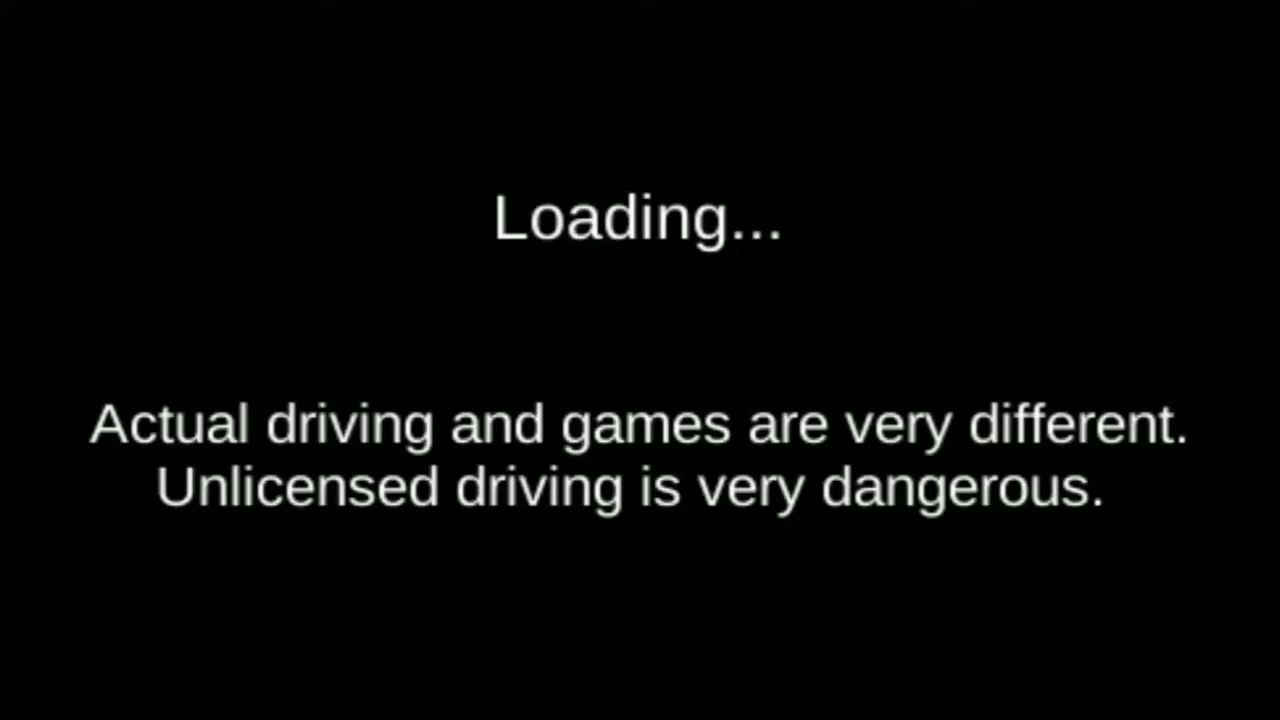 Loading...
Actual driving and games are very different.
Unlicensed driving is very dangerous.